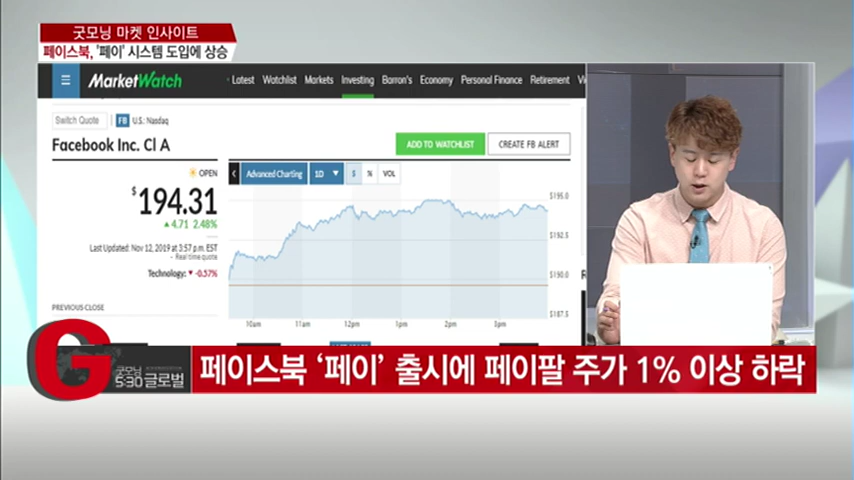 굿모닝 마켓 인사이트
페이스북, '페이' 시스템 도입에 상승
MarketWatch
Latest Watchlist Markets Investing Barron's Economy Personal Finance Retirement
Switch Quote
FB U.S.: Nasdaq
Facebook Inc. Cl A
ADD TO WATCHLIST CREATE FB ALERT
OPEN
$194.31
▲ 4.71 2.48%
Last Updated: Nov 12, 2019 at 3:57 p.m. EST
Real time quote
Technology: ▼ -0.57%
PREVIOUS CLOSE
Advanced Charting 1D ▼ $ % VOL
$195.0
$192.5
$190.0
$187.5
10am 11am 12pm 1pm 2pm 3pm
G
굿모닝
5:30 글로벌
페이스북 ‘페이’ 출시에 페이팔 주가 1% 이상 하락